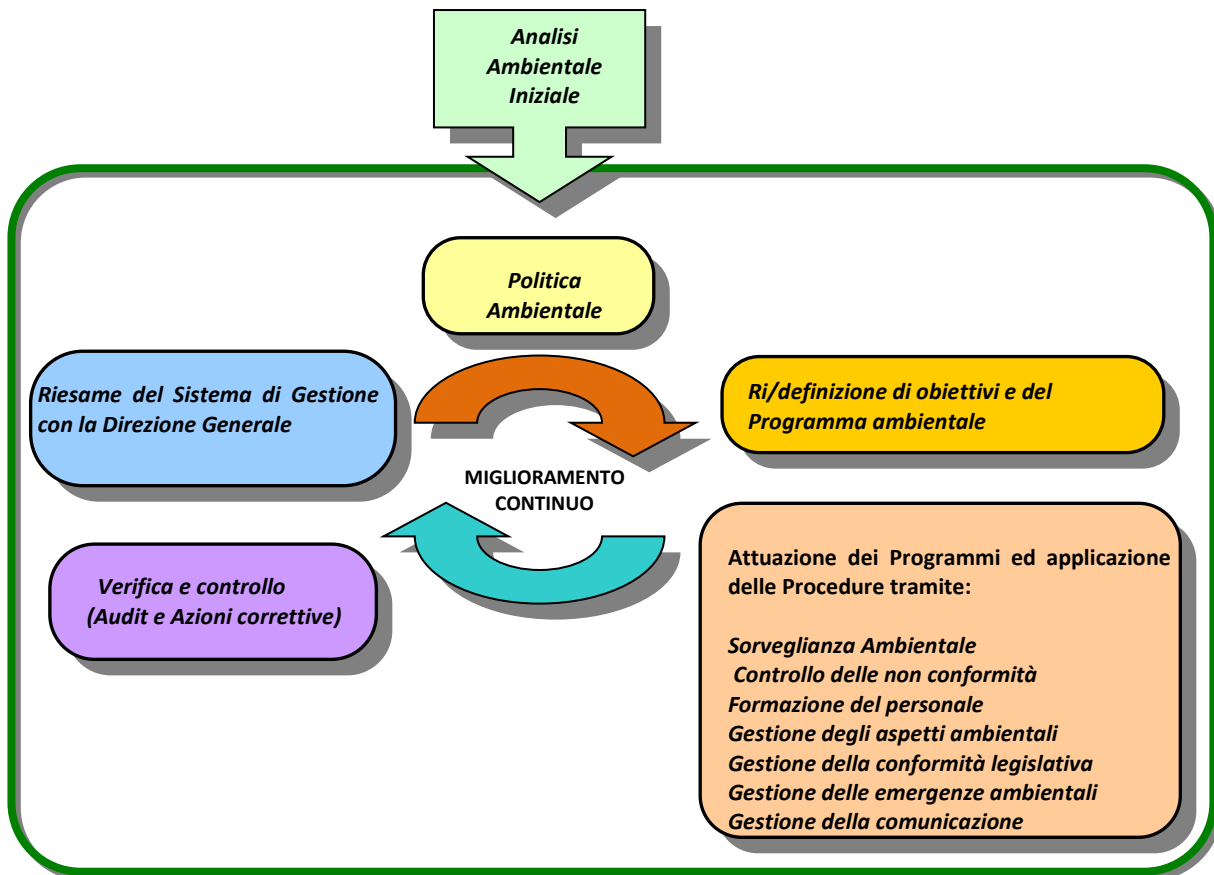 Analisi
Ambientale
Iniziale
Politica
Ambientale
Riesame del Sistema di Gestione
con la Direzione Generale
Ri/definizione di obiettivi e del
Programma ambientale
MIGLIORAMENTO
CONTINUO
Verifica e controllo
(Audit e Azioni correttive)
Attuazione dei Programmi ed applicazione
delle Procedure tramite:
Sorveglianza Ambientale
Controllo delle non conformità
Formazione del personale
Gestione degli aspetti ambientali
Gestione della conformità legislativa
Gestione delle emergenze ambientali
Gestione della comunicazione